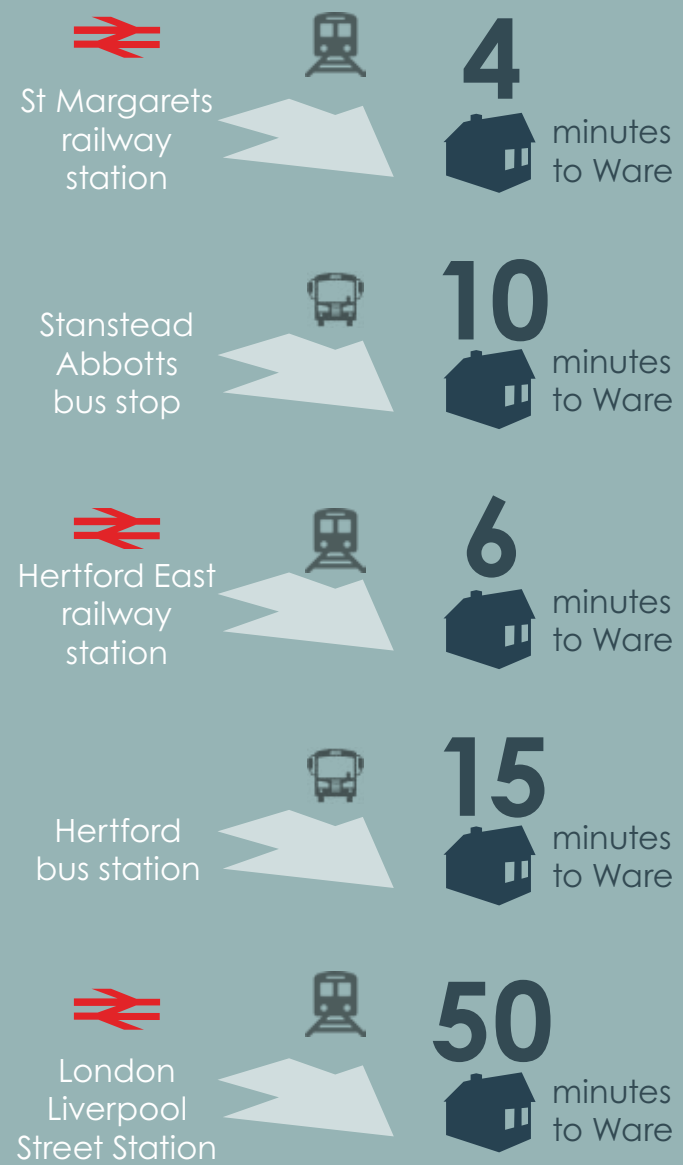 4
St Margarets
railway
station
minutes
to Ware
10
Stanstead
Abbotts
bus stop
minutes
to Ware
6
Hertford East
railway
station
minutes
to Ware
15
Hertford
bus station
minutes
to Ware
50
London
Liverpool
Street Station
minutes
to Ware